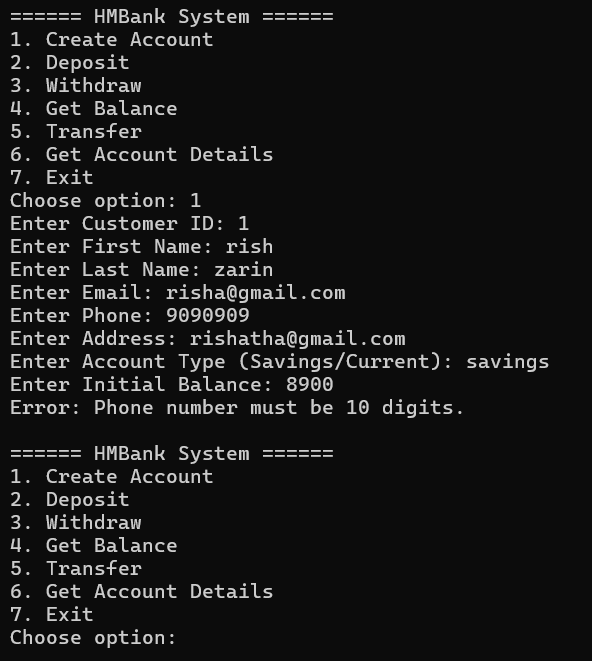 ====== HMBank System ======
1. Create Account
2. Deposit
3. Withdraw
4. Get Balance
5. Transfer
6. Get Account Details
7. Exit
Choose option: 1
Enter Customer ID: 1
Enter First Name: rish
Enter Last Name: zarin
Enter Email: risha@gmail.com
Enter Phone: 9090909
Enter Address: rishatha@gmail.com
Enter Account Type (Savings/Current): savings
Enter Initial Balance: 8900
Error: Phone number must be 10 digits.
====== HMBank System ======
1. Create Account
2. Deposit
3. Withdraw
4. Get Balance
5. Transfer
6. Get Account Details
7. Exit
Choose option: